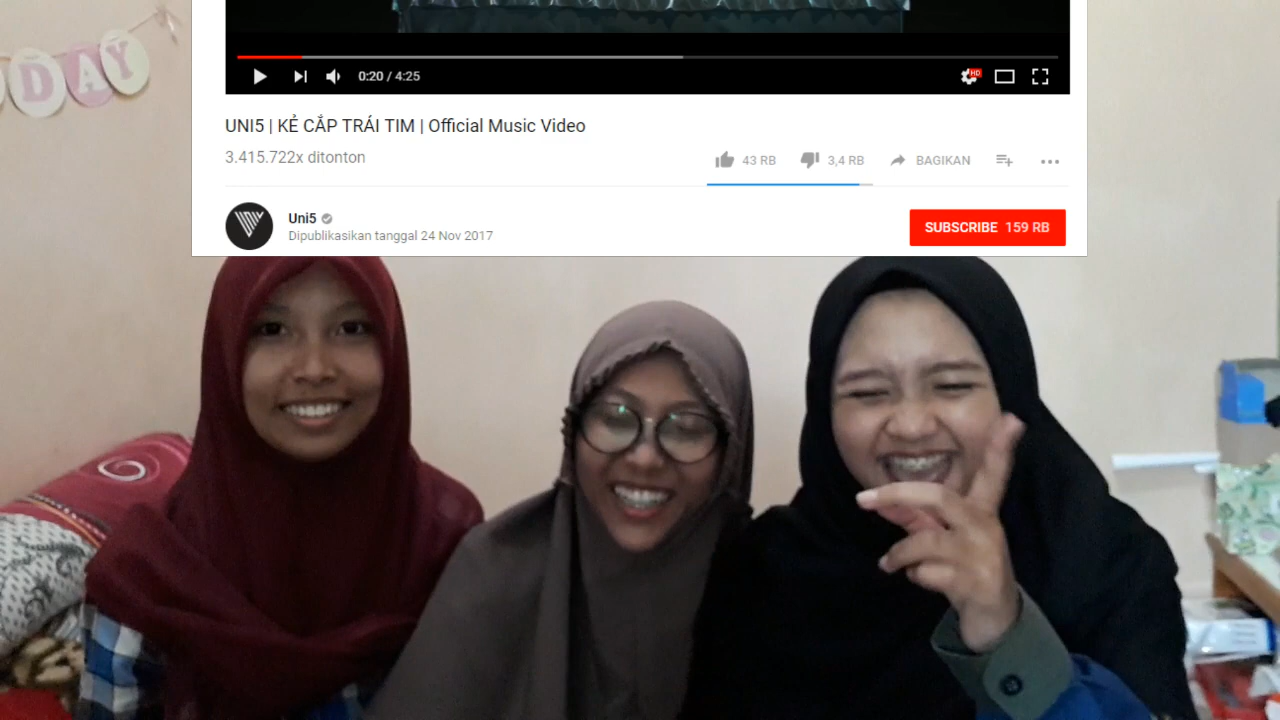 DAY
HD
0:20 / 4:25
UNI5 | KẺ CẮP TRÁI TIM | Official Music Video
3.415.722x ditonton
43 RB 3,4 RB BAGIKAN
Uni5
SUBSCRIBE 159 RB
Dipublikasikan tanggal 24 Nov 2017